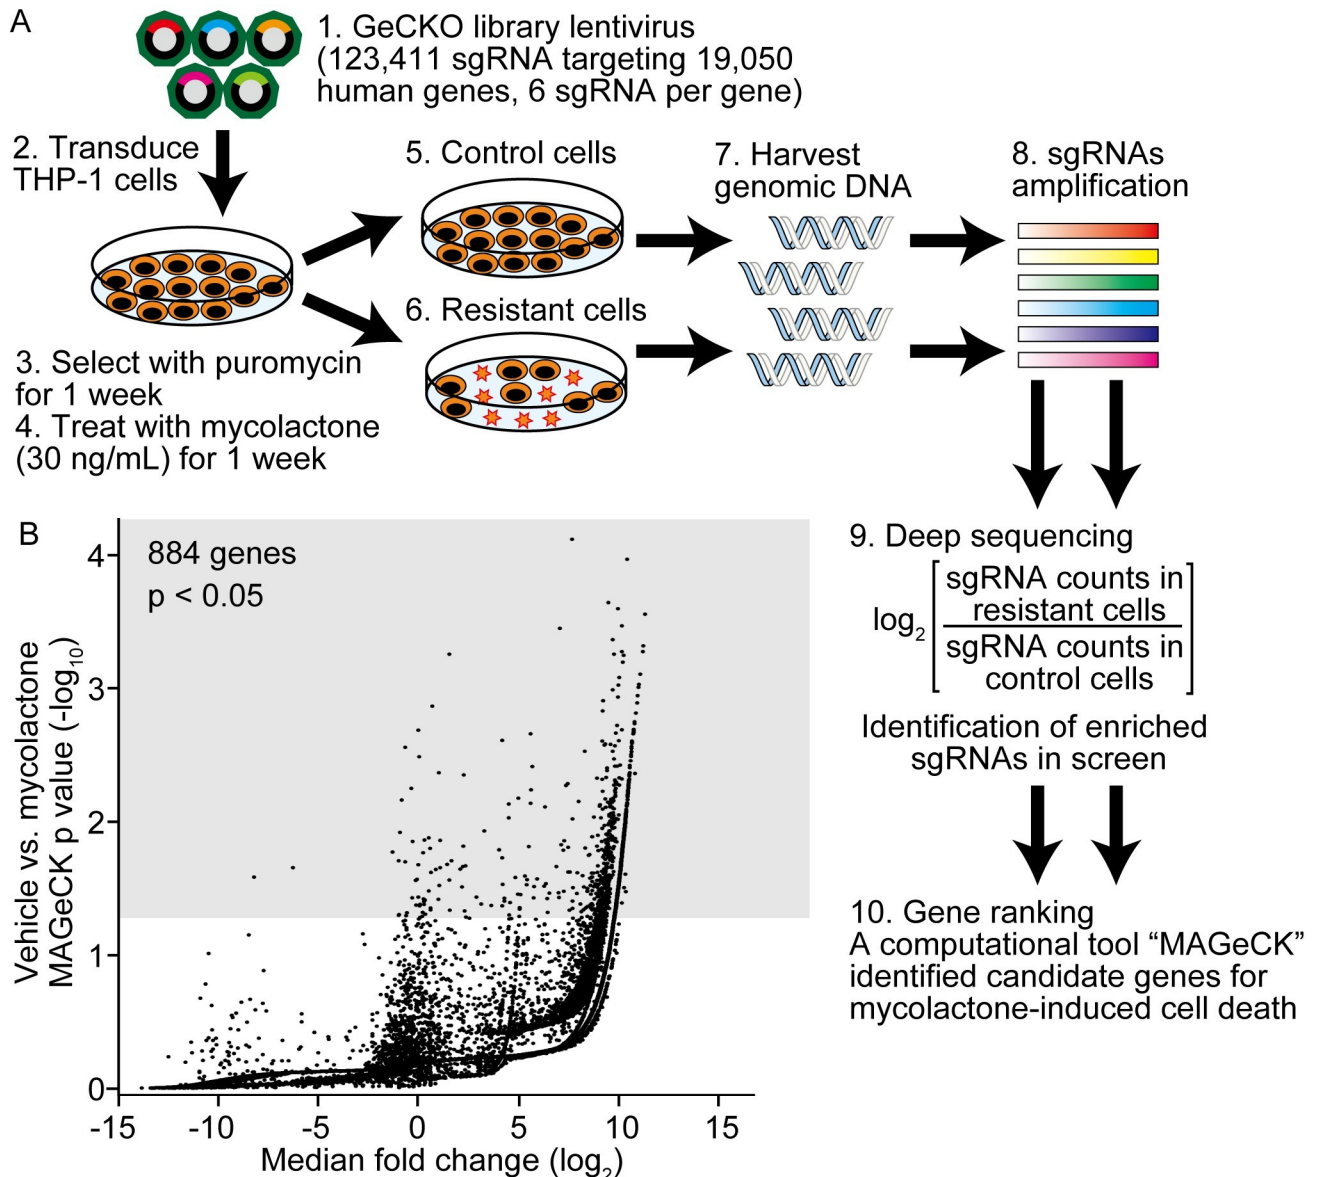 A
1. GeCKO library lentivirus
(123,411 sgRNA targeting 19,050
human genes, 6 sgRNA per gene)
2. Transduce
THP-1 cells
3. Select with puromycin
for 1 week
4. Treat with mycolactone
(30 ng/mL) for 1 week
5. Control cells
6. Resistant cells
7. Harvest
genomic DNA
8. sgRNAs
amplification
9. Deep sequencing
log2
sgRNA counts in
resistant cells
sgRNA counts in
control cells
Identification of enriched
sgRNAs in screen
10. Gene ranking
A computational tool “MAGeCK”
identified candidate genes for
mycolactone-induced cell death
B
884 genes
p < 0.05
Vehicle vs. mycolactone
MAGeCK p value (-log10)
4
3
2
1
0
-15 -10 -5 0 5 10 15
Median fold change (log2)